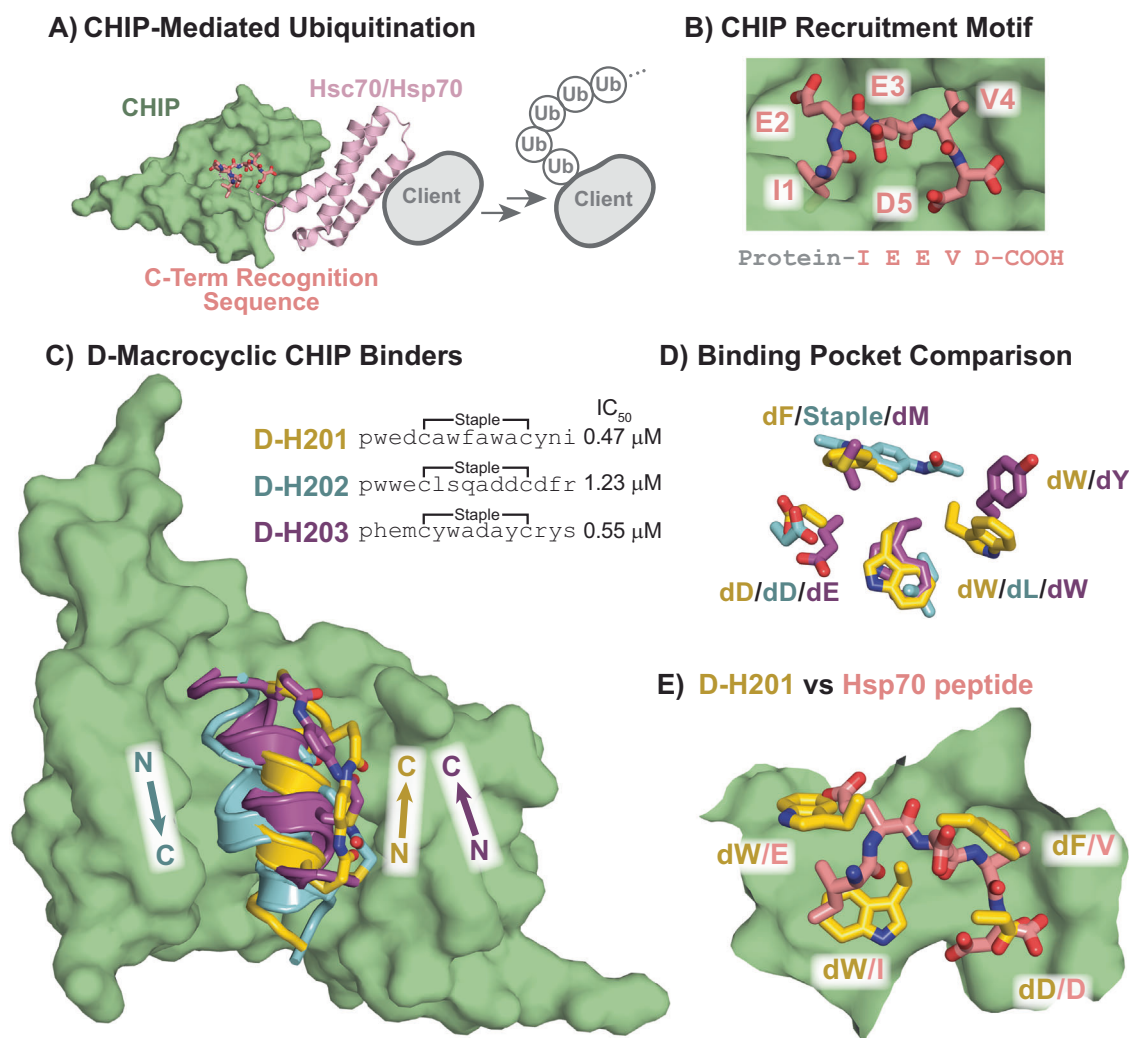 A) CHIP-Mediated Ubiquitination
CHIP
Hsc70/Hsp70
Client
C-Term Recognition
Sequence
Ub
Ub
Ub
Ub
Ub
Ub
...
Client
B) CHIP Recruitment Motif
E3
V4
E2
I1
D5
Protein-I E E V D-COOH
C) D-Macrocyclic CHIP Binders
IC50
Staple
D-H201 pwedcawfawacyni 0.47 μM
Staple
D-H202 pwweclsqaddcdfr 1.23 μM
Staple
D-H203 phemcywadaycrys 0.55 μM
N
C
C
N
C
N
D) Binding Pocket Comparison
dF/Staple/dM
dW/dY
dD/dD/dE
dW/dL/dW
E) D-H201 vs Hsp70 peptide
dW/E
dF/V
dW/I
dD/D